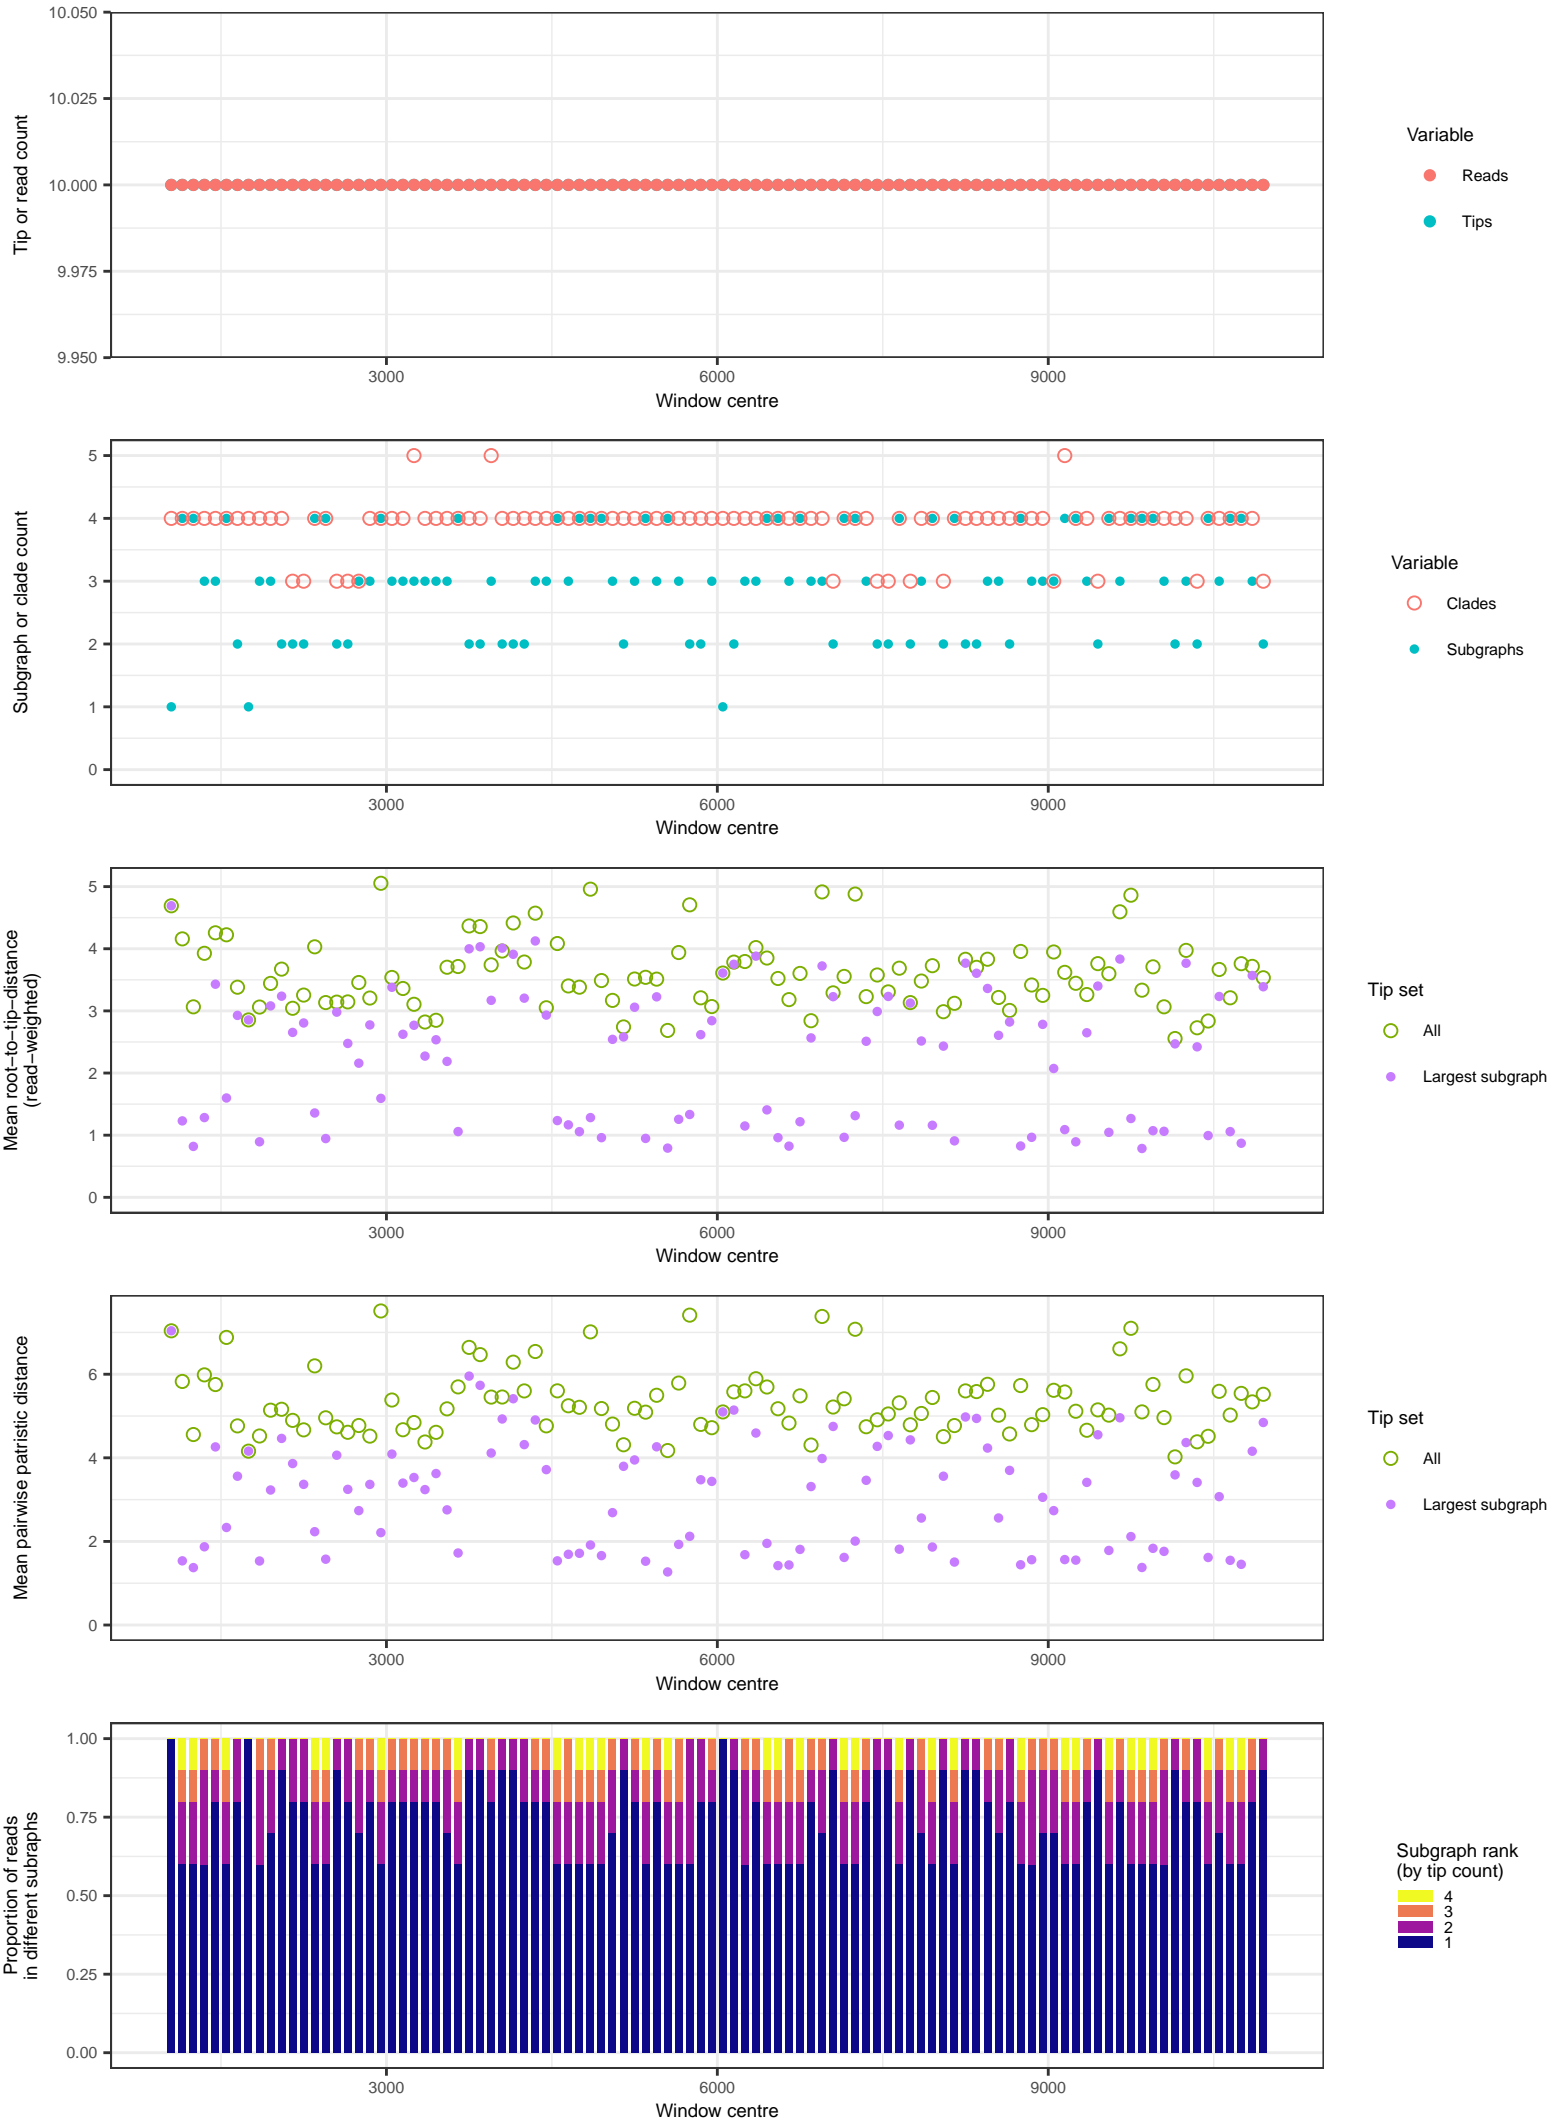 10.050
10.025
10.000
9.975
9.950
Tip or read count
3000
6000
9000
Window centre
Variable
Reads
Tips
5
4
3
2
1
0
Subgraph or clade count
3000
6000
9000
Window centre
Variable
Clades
Subgraphs
5
4
3
2
1
0
Mean root−to−tip−distance
(read−weighted)
3000
6000
9000
Window centre
Tip set
All
Largest subgraph
6
4
2
0
Mean pairwise patristic distance
3000
6000
9000
Window centre
Tip set
All
Largest subgraph
1.00
0.75
0.50
0.25
0.00
Proportion of reads
in different subraphs
3000
6000
9000
Window centre
Subgraph rank
(by tip count)
4
3
2
1